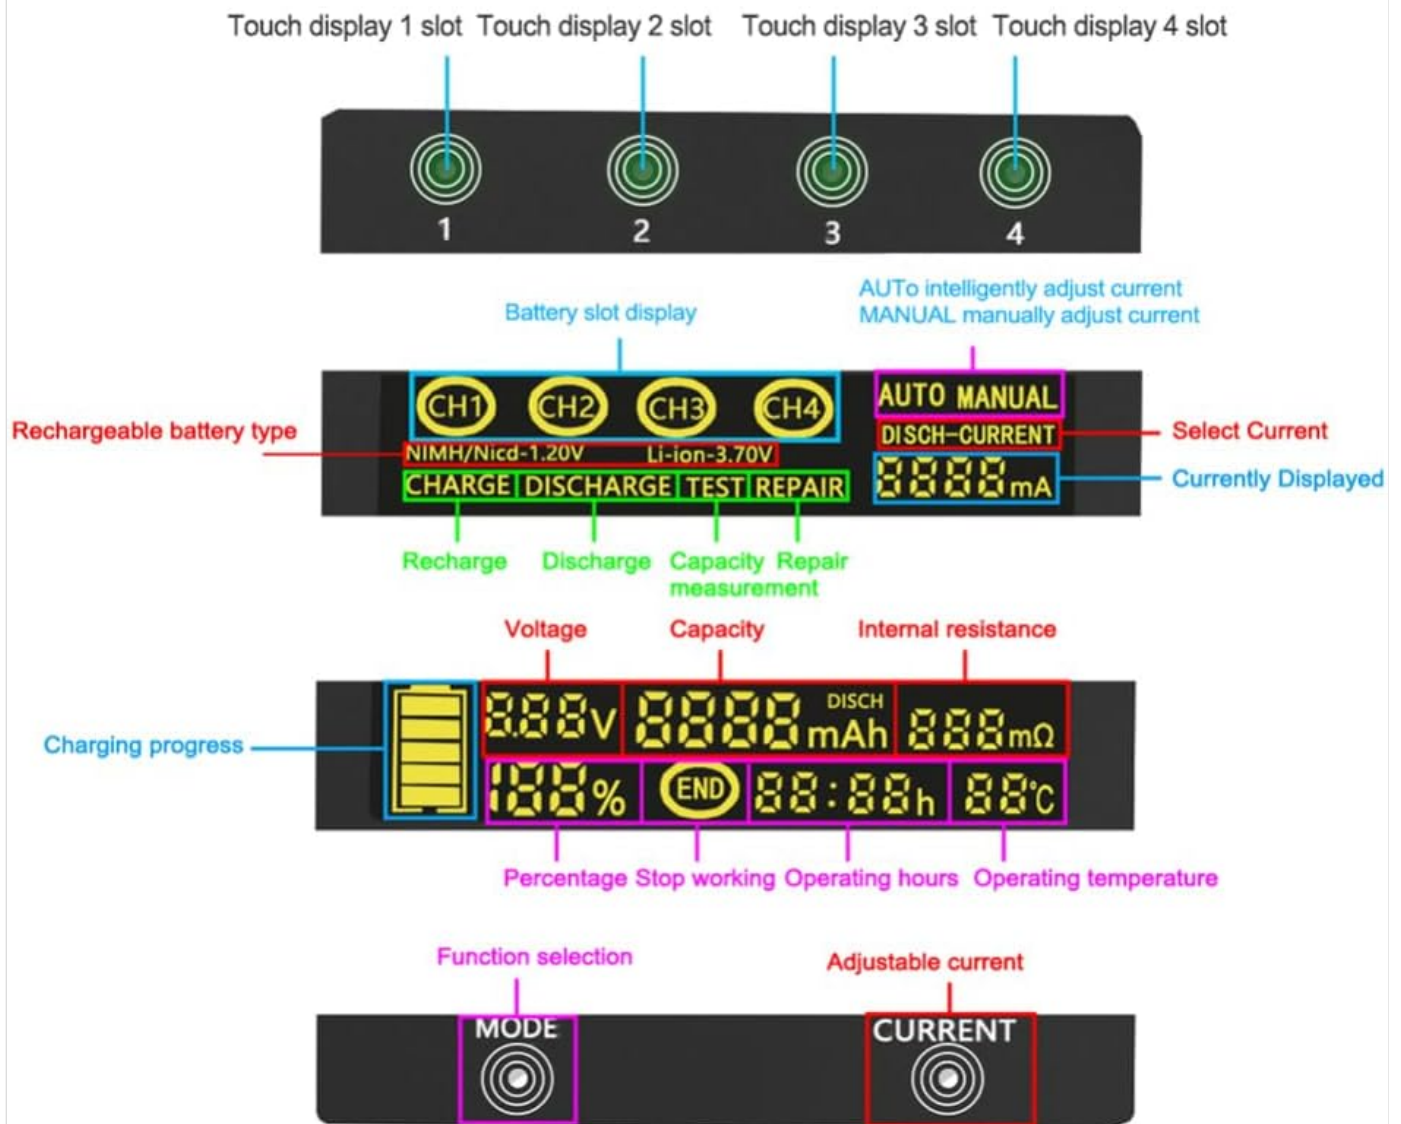 Touch display 1 slot Touch display 2 slot Touch display 3 slot Touch display 4 slot
1 2 3 4
AUTo intelligently adjust current
MANUAL manually adjust current
Battery slot display
CH1 CH2 CH3 CH4
AUTO MANUAL
Rechargeable battery type
DISCH-CURRENT
Select Current
NIMH/Nicd-1.20V Li-ion-3.70V
CHARGE DISCHARGE TEST REPAIR
8888mA
Currently Displayed
Recharge Discharge Capacity measurement Repair
Voltage Capacity Internal resistance
8.88V 8888 DISCH mAh 888mΩ
Charging progress
188% END 88:88h 88℃
Percentage Stop working Operating hours Operating temperature
Function selection Adjustable current
MODE CURRENT